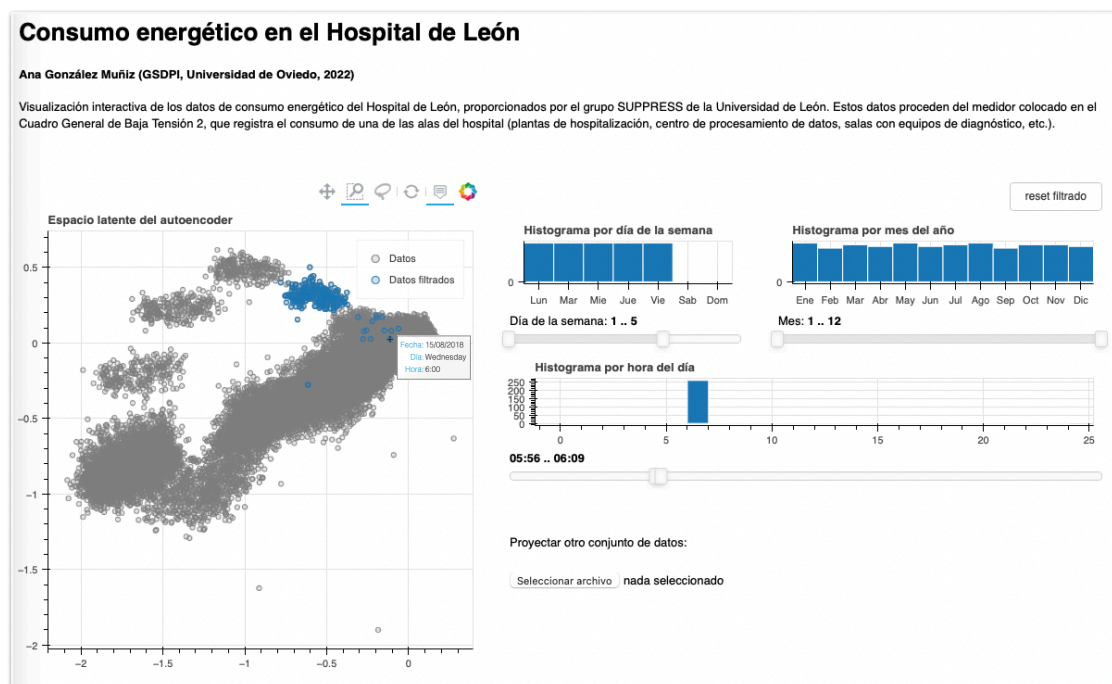 Consumo energético en el Hospital de León
Ana González Muñiz (GSDPI, Universidad de Oviedo, 2022)
Visualización interactiva de los datos de consumo energético del Hospital de León, proporcionados por el grupo SUPPRESS de la Universidad de León. Estos datos proceden del medidor colocado en el
Cuadro General de Baja Tensión 2, que registra el consumo de una de las alas del hospital (plantas de hospitalización, centro de procesamiento de datos, salas con equipos de diagnóstico, etc.).
Espacio latente del autoencoder
Datos
Datos filtrados
0.5
0
−0.5
−1
−1.5
−2
−2 −1.5 −1 −0.5 0
Fecha: 15/08/2018
Día: Wednesday
Hora: 6:00
reset filtrado
Histograma por día de la semana
0
Lun Mar Mie Jue Vie Sab Dom
Día de la semana: 1 .. 5
Histograma por mes del año
0
Ene Feb Mar Abr May Jun Jul Ago Sep Oct Nov Dic
Mes: 1 .. 12
Histograma por hora del día
250
200
150
100
50
0
0 5 10 15 20 25
05:56 .. 06:09
Proyectar otro conjunto de datos:
Seleccionar archivo nada seleccionado